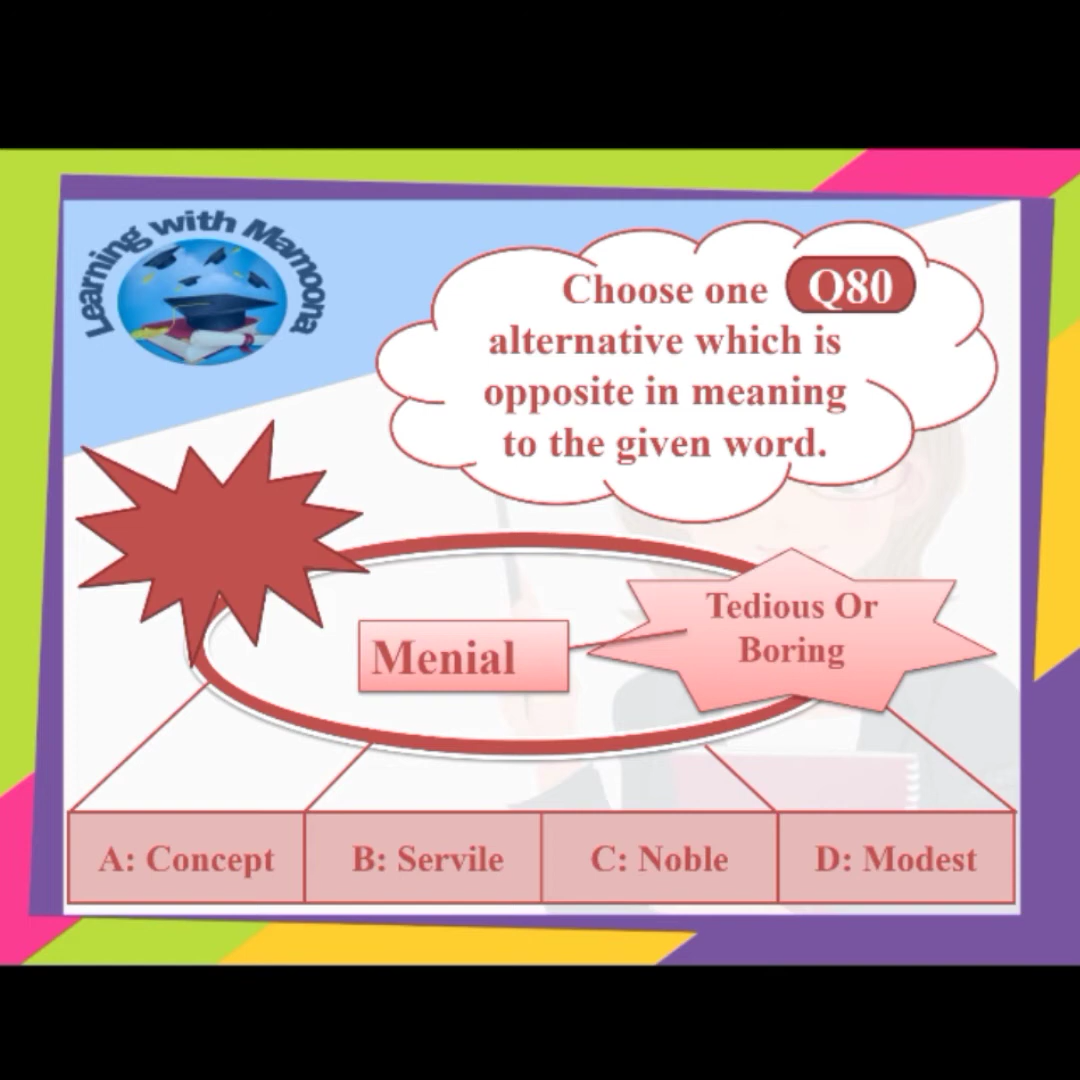 Learning with Mamoona
Choose one Q80
alternative which is
opposite in meaning
to the given word.
Tedious Or
Boring
Menial
A: Concept
B: Servile
C: Noble
D: Modest